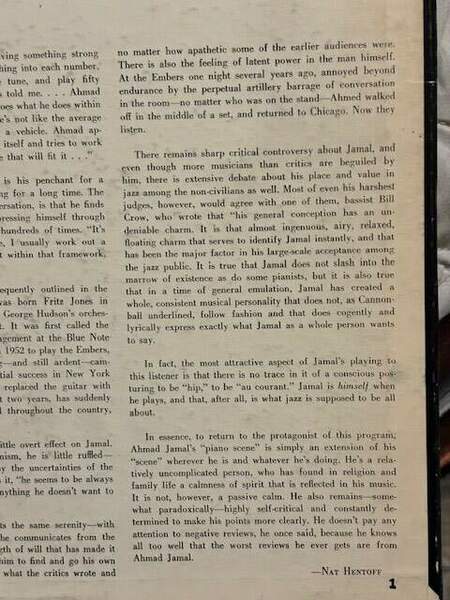 ving something strong
hing into each number.
tune, and play fifty
told me. . . . Ahmad
oes what he does within
e's not like the average
a vehicle. Ahmad ap-
itself and tries to work
e that will fit it . . ."
is his penchant for a
ng for a long time. The
ersation, is that he finds
pressing himself through
hundreds of times. "It's
e, I usually work out a
t within that framework,
equently outlined in the
was born Fritz Jones in
George Hudson's orches-
t. It was first called the
agement at the Blue Note
1952 to play the Embers,
—and still ardent—cam-
tial success in New York
replaced the guitar with
t two years, has suddenly
l throughout the country,
ittle overt effect on Jamal.
nism, he is little ruffled—
y the uncertainties of the
s it, "he seems to be always
nything he doesn't want to
ts the same serenity—with
he communicates from the
gth of will that has made it
him to find and go his own
what the critics wrote and
no matter how apathetic some of the earlier audiences were.
There is also the feeling of latent power in the man himself.
At the Embers one night several years ago, annoyed beyond
endurance by the perpetual artillery barrage of conversation
in the room—no matter who was on the stand—Ahmed walked
off in the middle of a set, and returned to Chicago. Now they
listen.
There remains sharp critical controversy about Jamal, and
even though more musicians than critics are beguiled by
him, there is extensive debate about his place and value in
jazz among the non-civilians as well. Most of even his harshest
judges, however, would agree with one of them, bassist Bill
Crow, who wrote that "his general conception has an un-
deniable charm. It is that almost ingenuous, airy, relaxed,
floating charm that serves to identify Jamal instantly, and that
has been the major factor in his large-scale acceptance among
the jazz public. It is true that Jamal does not slash into the
marrow of existence as do some pianists, but it is also true
that in a time of general emulation, Jamal has created a
whole, consistent musical personality that does not, as Cannon-
ball underlined, follow fashion and that does cogently and
lyrically express exactly what Jamal as a whole person wants
to say.
In fact, the most attractive aspect of Jamal's playing to
this listener is that there is no trace in it of a conscious pos-
turing to be "hip," to be "au courant." Jamal is himself when
he plays, and that, after all, is what jazz is supposed to be all
about.
In essence, to return to the protagonist of this program,
Ahmad Jamal's "piano scene" is simply an extension of his
"scene" wherever he is and whatever he's doing. He's a rela-
tively uncomplicated person, who has found in religion and
family life a calmness of spirit that is reflected in his music.
It is not, however, a passive calm. He also remains—some-
what paradoxically—highly self-critical and constantly de-
termined to make his points more clearly. He doesn't pay any
attention to negative reviews, he once said, because he knows
all too well that the worst reviews he ever gets are from
Ahmad Jamal.
—NAT HENTOFF
1